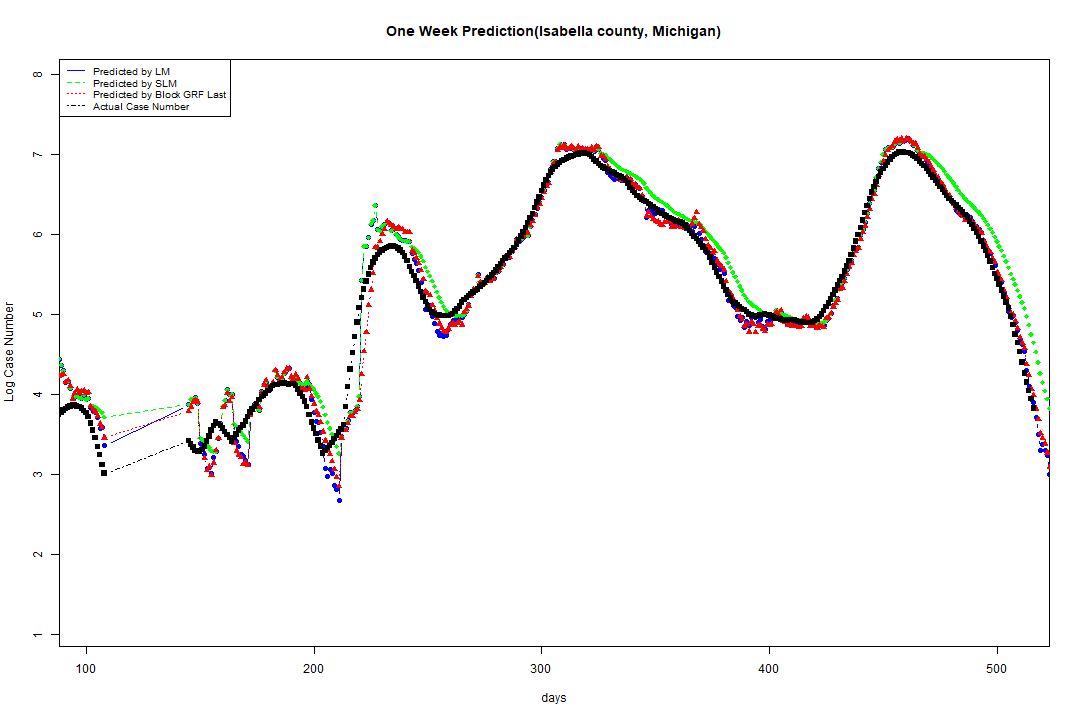 One Week Prediction(Isabella county, Michigan)
Predicted by LM
Predicted by SLM
Predicted by Block GRF Last
Actual Case Number
8
7
6
5
4
3
2
1
Log Case Number
100 200 300 400 500
days